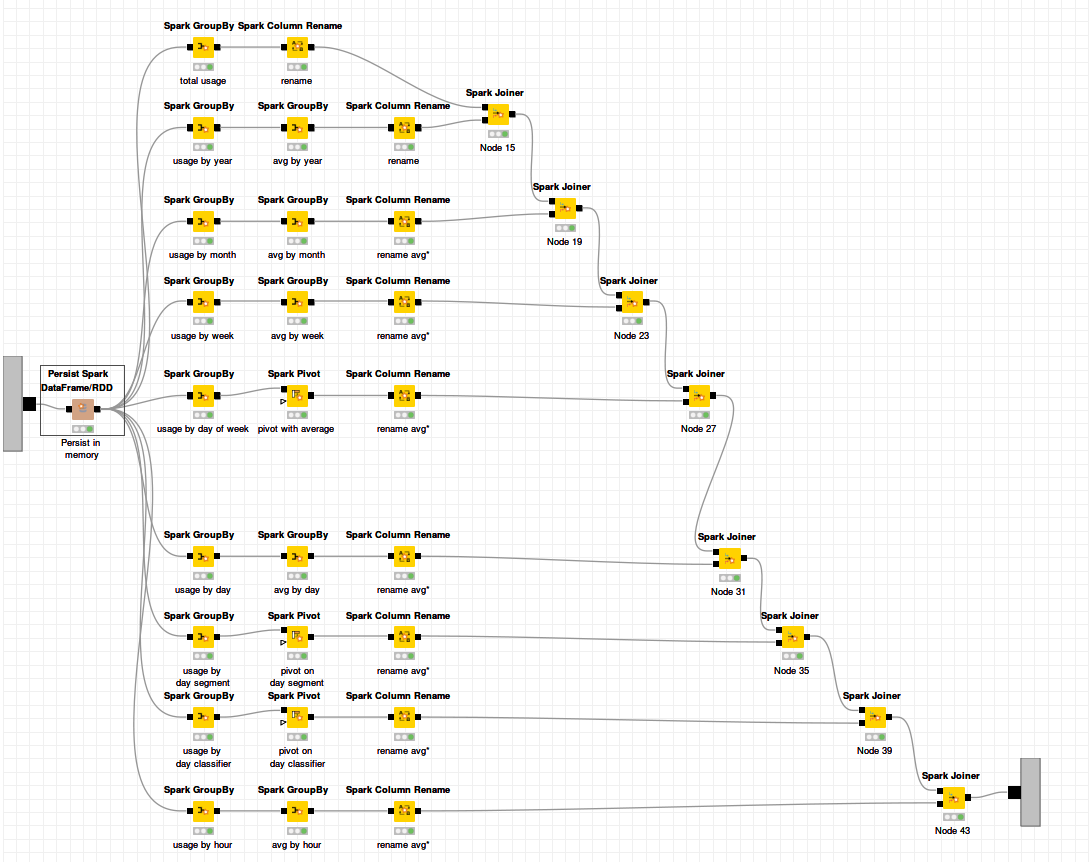 Spark GroupBy Spark Column Rename
total usage rename
Spark Joiner
Spark GroupBy Spark GroupBy Spark Column Rename
Node 15
usage by year avg by year rename
Spark Joiner
Spark GroupBy Spark GroupBy Spark Column Rename
Node 19
usage by month avg by month rename avg*
Spark GroupBy Spark GroupBy Spark Column Rename Spark Joiner
usage by week avg by week rename avg* Node 23
Persist Spark
DataFrame/RDD
Persist in
memory
Spark GroupBy Spark Pivot Spark Column Rename Spark Joiner
usage by day of week pivot with average rename avg* Node 27
Spark GroupBy Spark GroupBy Spark Column Rename Spark Joiner
usage by day avg by day rename avg* Node 31
Spark GroupBy Spark Pivot Spark Column Rename Spark Joiner
usage by
day segment
pivot on
day segment
rename avg* Node 35
Spark GroupBy Spark Pivot Spark Column Rename Spark Joiner
usage by
day classifier
pivot on
day classifier
rename avg* Node 39
Spark GroupBy Spark GroupBy Spark Column Rename Spark Joiner
usage by hour avg by hour rename avg* Node 43